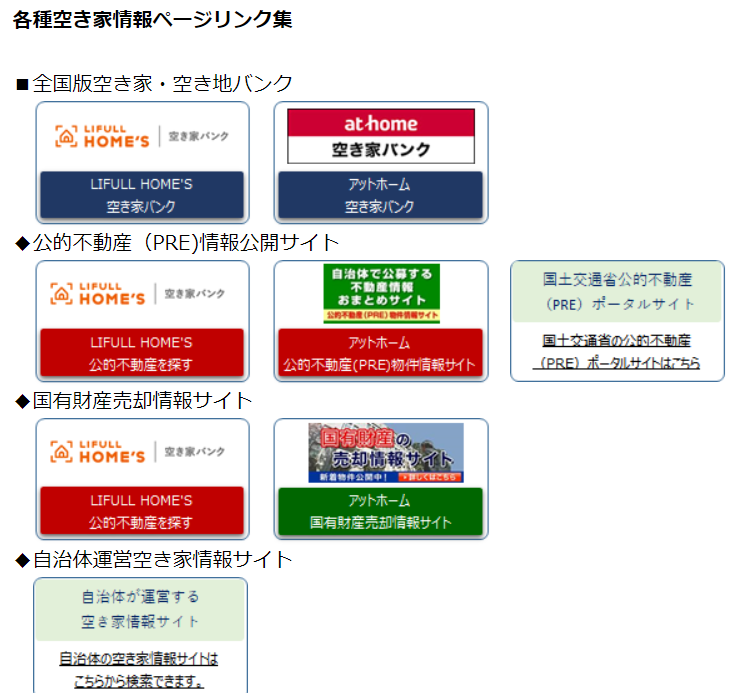 各種空き家情報ページリンク集
■全国版空き家・空き地バンク
LIFULL HOME'S 空き家バンク
at home
空き家バンク
LIFULL HOME'S
空き家バンク
アットホーム
空き家バンク
◆公的不動産（PRE)情報公開サイト
LIFULL HOME'S 空き家バンク
自治体で公募する
不動産情報
おまとめサイト
公的不動産(PRE)物件情報サイト
LIFULL HOME'S
公的不動産を探す
アットホーム
公的不動産(PRE)物件情報サイト
国土交通省公的不動産
（PRE）ポータルサイト
国土交通省の公的不動産
（PRE）ポータルサイトはこちら
◆国有財産売却情報サイト
LIFULL HOME'S 空き家バンク
国有財産の
売却情報サイト
新着物件公開中！ 詳しくはこちら
LIFULL HOME'S
公的不動産を探す
アットホーム
国有財産売却情報サイト
◆自治体運営空き家情報サイト
自治体が運営する
空き家情報サイト
自治体の空き家情報サイトは
こちらから検索できます。